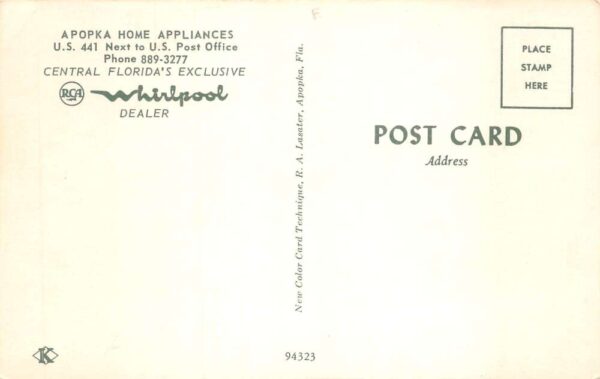 APOPKA HOME APPLIANCES
U.S. 441 Next to U.S. Post Office
Phone 889-3277
CENTRAL FLORIDA'S EXCLUSIVE
RCA Whirlpool
DEALER
New Color Card Technique, R. A. Lasater, Apopka, Fla.
PLACE
STAMP
HERE
POST CARD
Address
K
94323